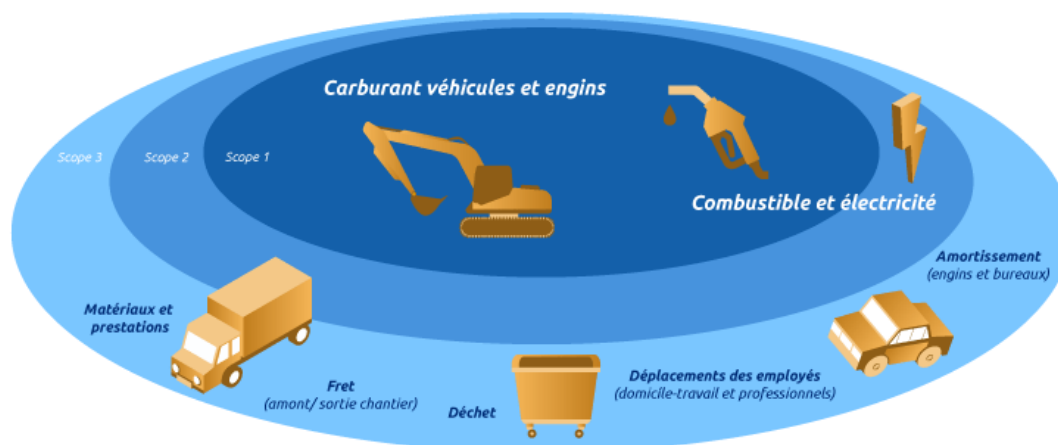 Carburant véhicules et engins
Scope 3
Scope 2
Scope 1
Combustible et électricité
Amortissement
(engins et bureaux)
Matériaux et
prestations
Fret
(amont/ sortie chantier)
Déchet
Déplacements des employés
(domicile-travail et professionnels)